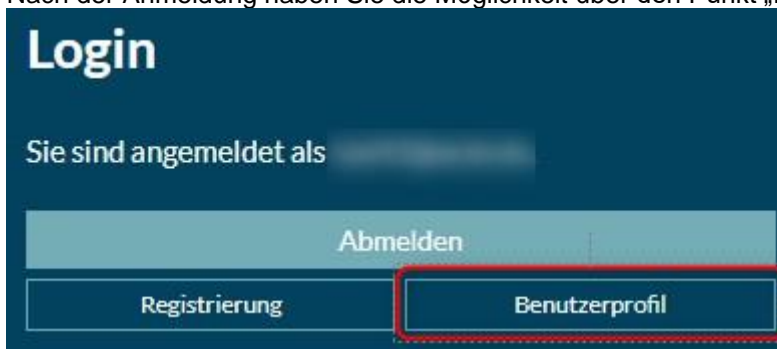 Nach der Anmeldung haben Sie die Möglichkeit über den Punkt „
Login
Sie sind angemeldet als
Abmelden
Registrierung Benutzerprofil